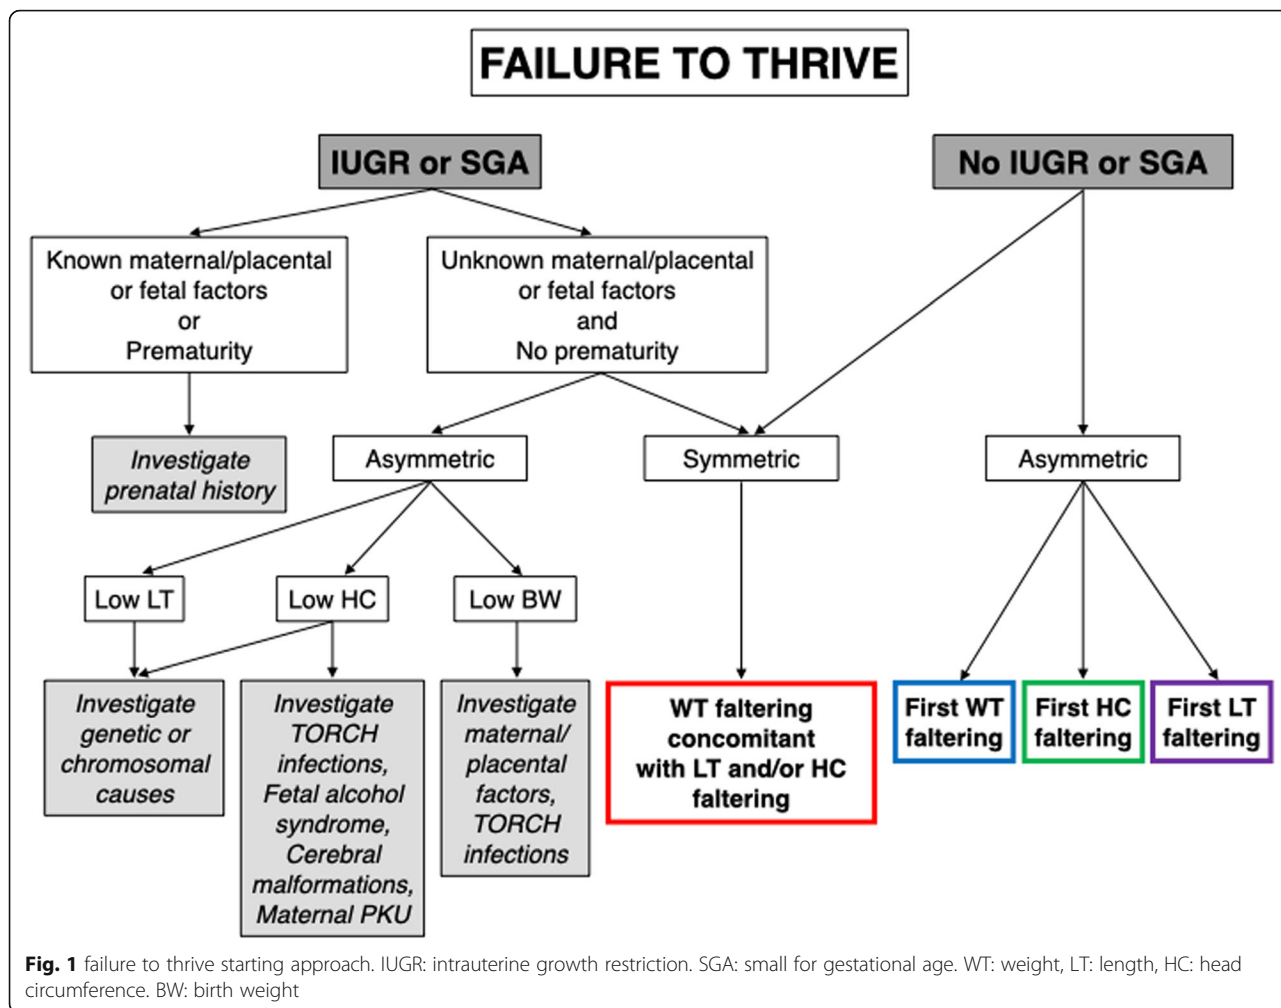 FAILURE TO THRIVE
IUGR or SGA
No IUGR or SGA
Known maternal/placental
or fetal factors
or
Prematurity
Unknown maternal/placental
or fetal factors
and
No prematurity
Investigate
prenatal history
Asymmetric
Symmetric
Asymmetric
Low LT
Low HC
Low BW
Investigate
genetic or
chromosomal
causes
Investigate
TORCH
infections,
Fetal alcohol
syndrome,
Cerebral
malformations,
Maternal PKU
Investigate
maternal/
placental
factors,
TORCH
infections
WT faltering
concomitant
with LT and/or HC
faltering
First WT
faltering
First HC
faltering
First LT
faltering
Fig. 1 failure to thrive starting approach. IUGR: intrauterine growth restriction. SGA: small for gestational age. WT: weight, LT: length, HC: head
circumference. BW: birth weight